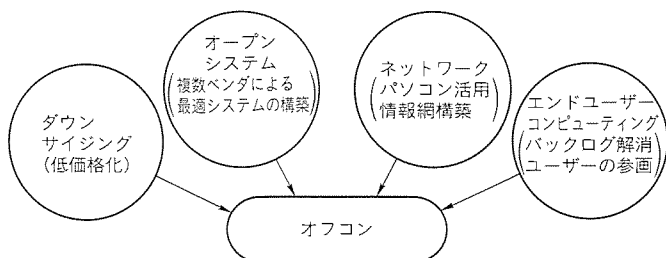 ダウン
サイジング
(低価格化)
オープン
システム
(複数ベンダによる
最適システムの構築)
ネットワーク
(パソコン活用
情報網構築)
エンドユーザー
コンピューティング
(バックログ解消
ユーザーの参画)
オフコン